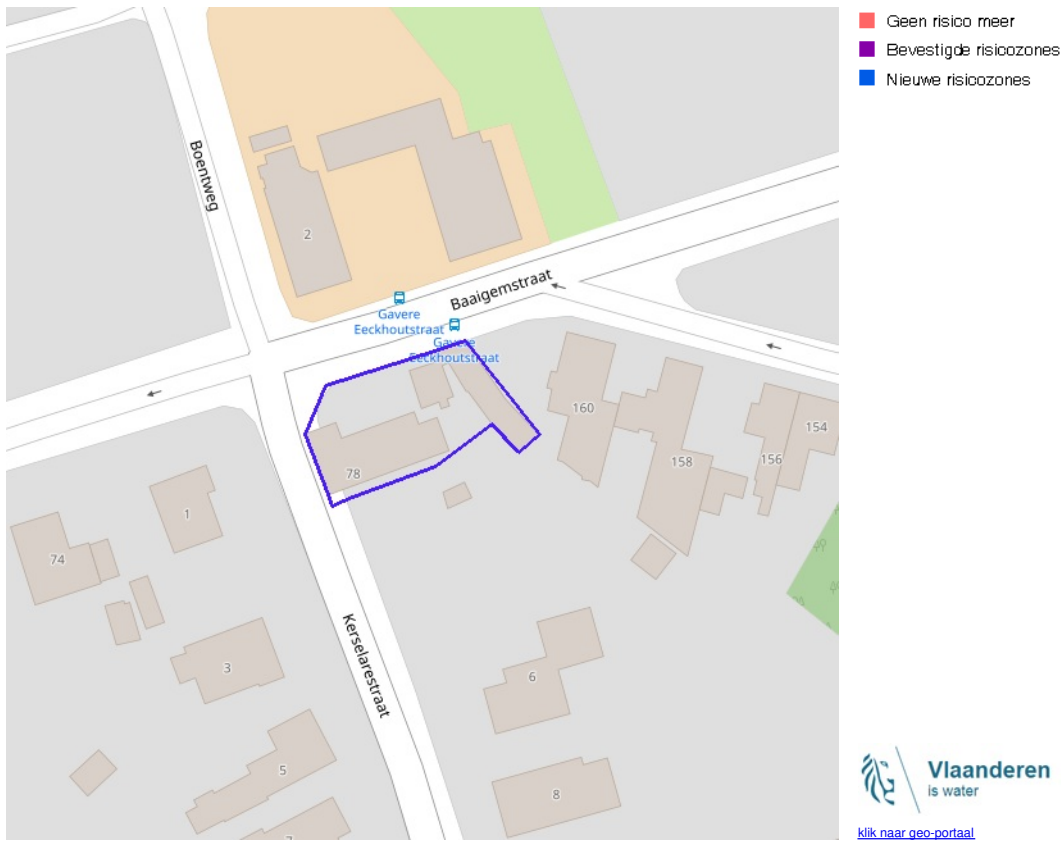 Geen risico meer
Bevestigde risicozones
Nieuwe risicozones
Boentweg
2
Baaigemstraat
Gavere
Eeckhoutstraat
Gavere
Eeckhoutstraat
160
154
158
156
78
1
74
Kerselarestraat
3
6
5
8
7
Vlaanderen
is water
klik naar geo-portaal